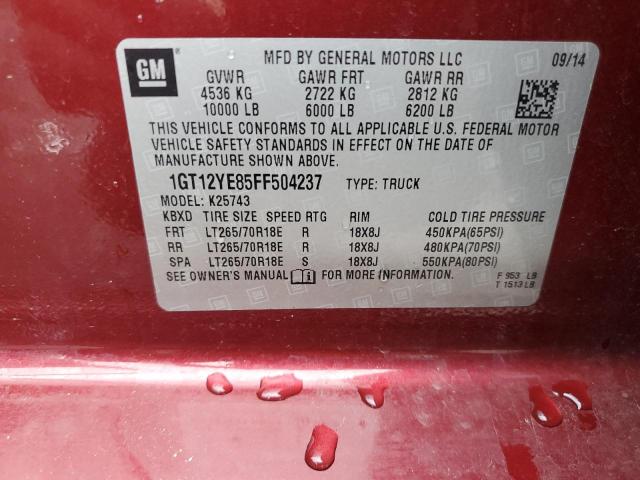 GM
MFD BY GENERAL MOTORS LLC 09/14
GVWR GAWR FRT GAWR RR
4536 KG 2722 KG 2812 KG
10000 LB 6000 LB 6200 LB
THIS VEHICLE CONFORMS TO ALL APPLICABLE U.S. FEDERAL MOTOR
VEHICLE SAFETY STANDARDS IN EFFECT ON THE DATE OF
MANUFACTURE SHOWN ABOVE.
1GT12YE85FF504237 TYPE: TRUCK
MODEL: K25743
KBXD TIRE SIZE SPEED RTG RIM COLD TIRE PRESSURE
FRT LT265/70R18E R 18X8J 450KPA(65PSI)
RR LT265/70R18E R 18X8J 480KPA(70PSI)
SPA LT265/70R18E S 18X8J 550KPA(80PSI)
SEE OWNER'S MANUAL FOR MORE INFORMATION.
F 953 LB
T 1513 LB